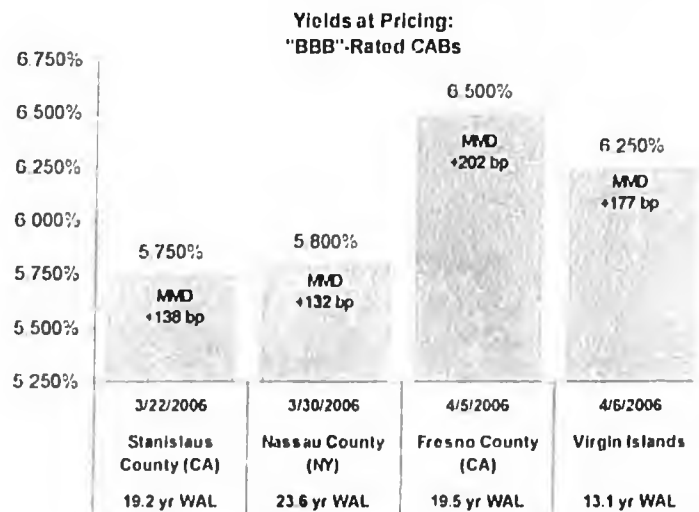 Yields at Pricing:
"BBB"-Rated CABs
6.750%
6.500%
6.250%
6.000%
5.750%
5.500%
5.250%
5.750%
MMD
+138 bp
5.800%
MMD
+132 bp
6.500%
MMD
+202 bp
6.250%
MMD
+177 bp
3/22/2006
3/30/2006
4/5/2006
4/6/2006
Stanislaus
County (CA)
Nassau County
(NY)
Fresno County
(CA)
Virgin Islands
19.2 yr WAL
23.6 yr WAL
19.5 yr WAL
13.1 yr WAL